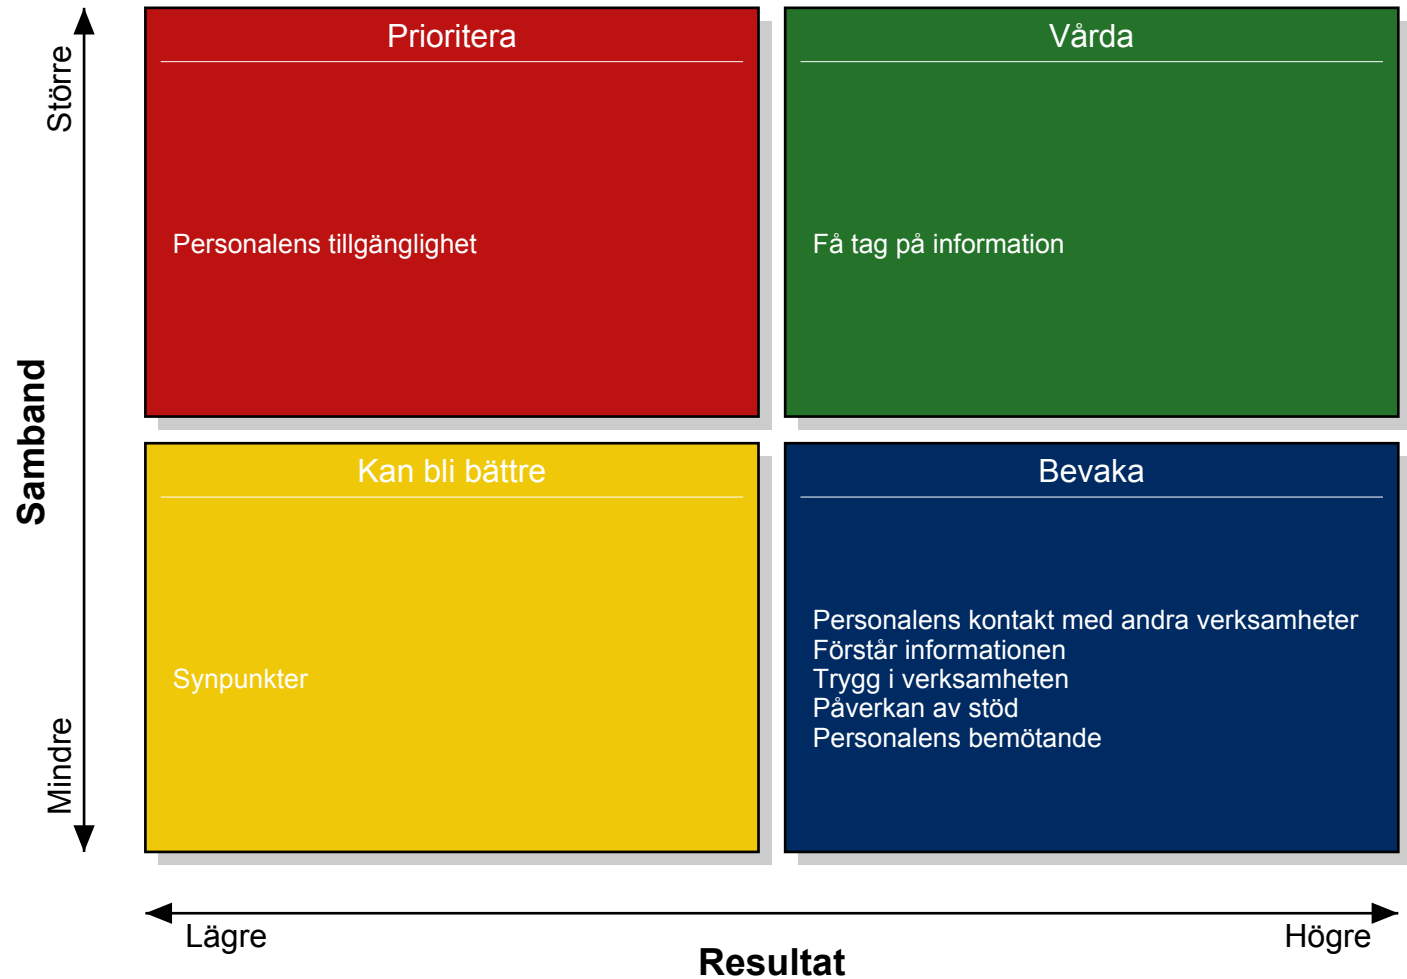 Större
Samband
Mindre
Prioritera
Personalens tillgänglighet
Vårda
Få tag på information
Kan bli bättre
Synpunkter
Bevaka
Personalens kontakt med andra verksamheter
Förstår informationen
Trygg i verksamheten
Påverkan av stöd
Personalens bemötande
Lägre
Resultat
Högre